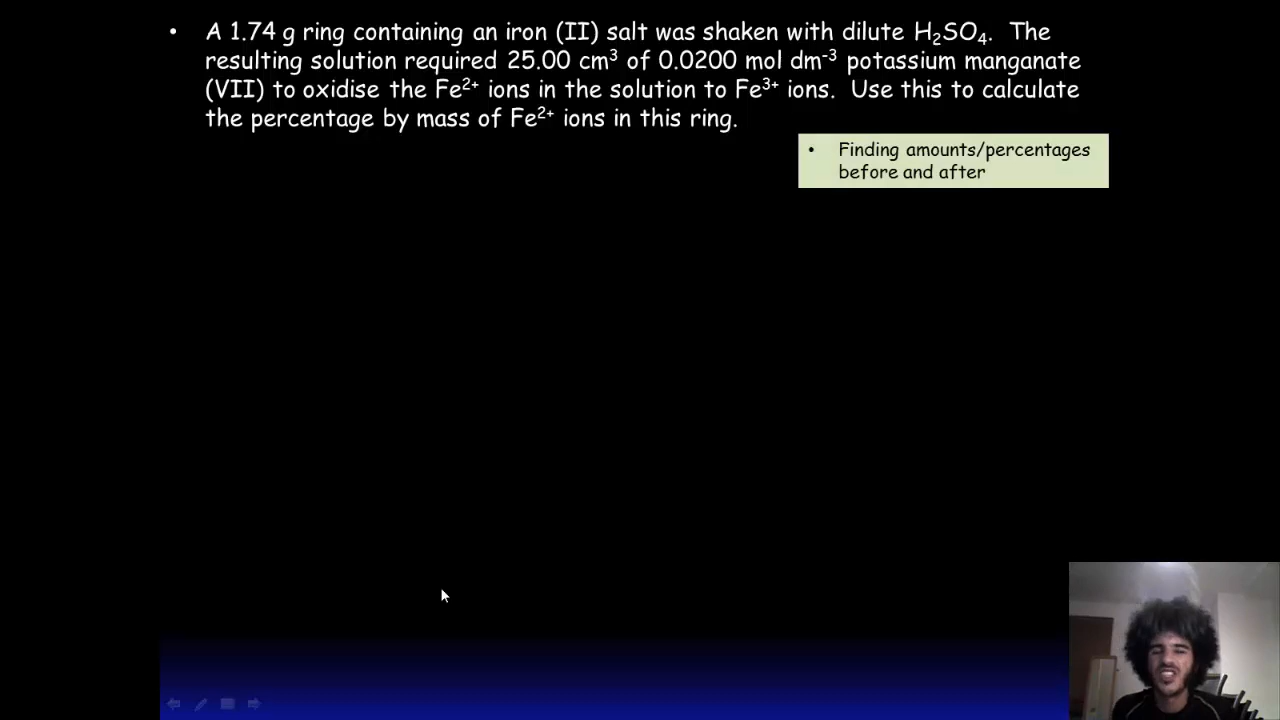 • A 1.74 g ring containing an iron (II) salt was shaken with dilute H₂SO₄. The
resulting solution required 25.00 cm³ of 0.0200 mol dm⁻³ potassium manganate
(VII) to oxidise the Fe²⁺ ions in the solution to Fe³⁺ ions. Use this to calculate
the percentage by mass of Fe²⁺ ions in this ring.
• Finding amounts/percentages
before and after